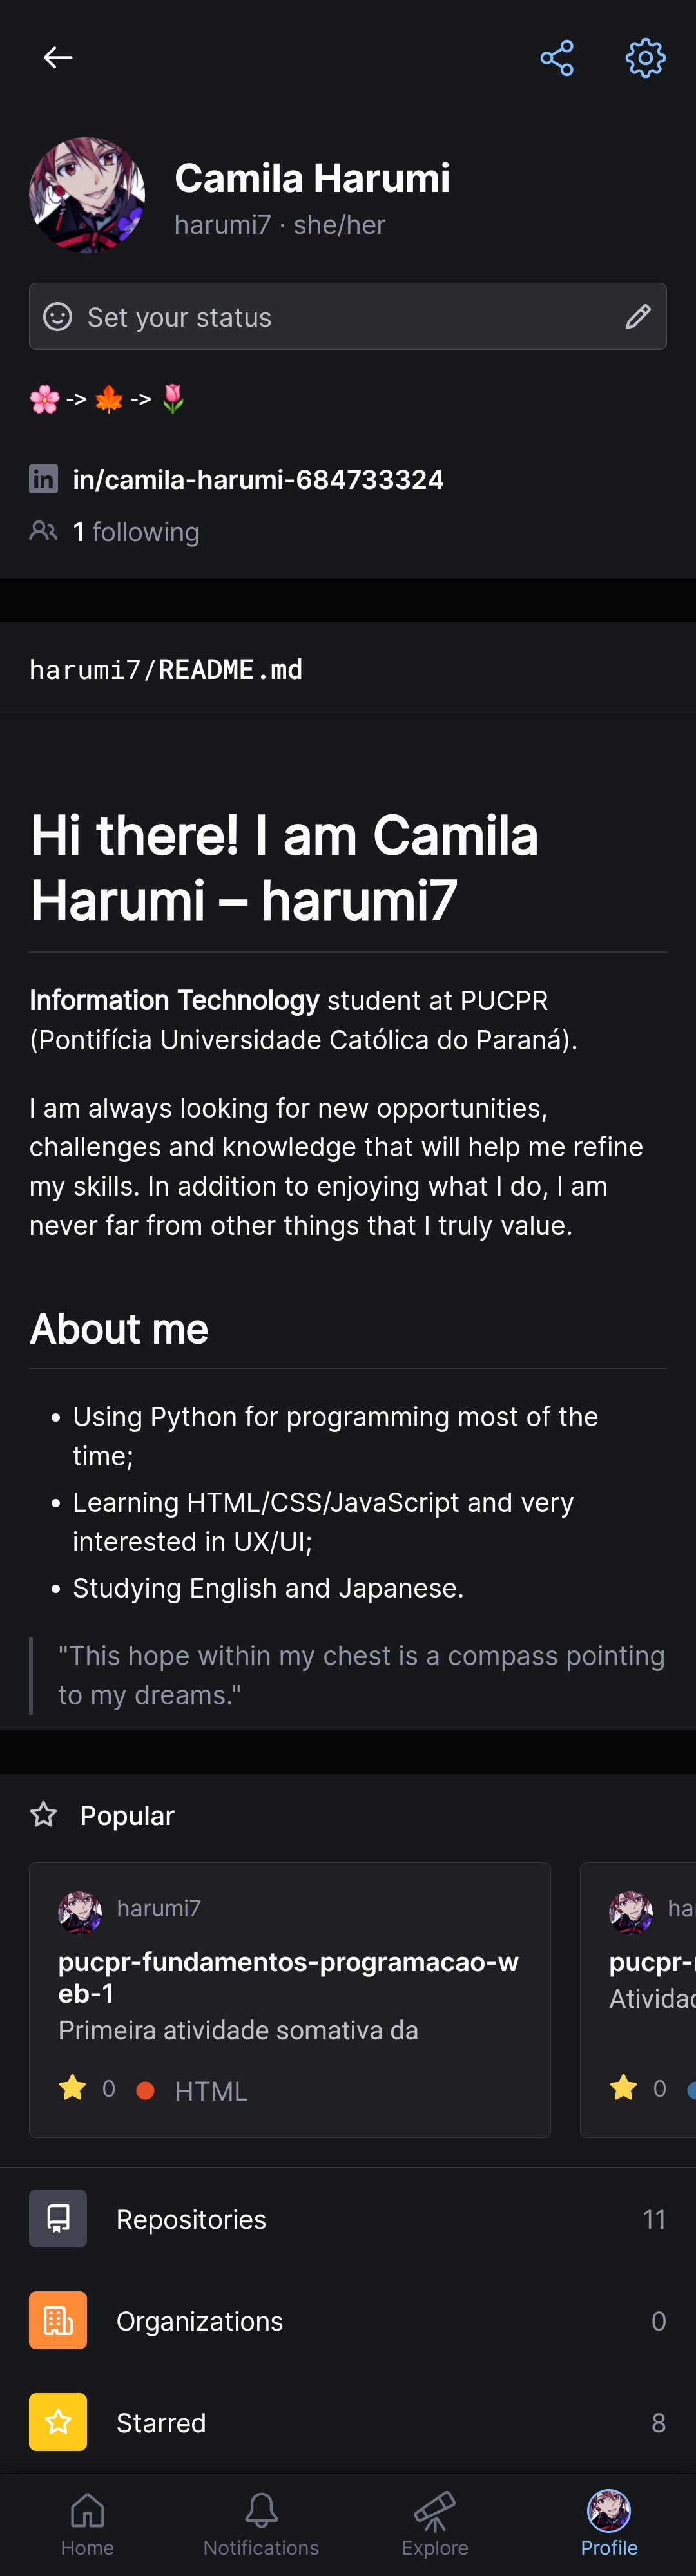 Camila Harumi
harumi7 · she/her
Set your status
🌸 -> 🍁 -> 🌷
in/camila-harumi-684733324
1 following
harumi7/README.md
Hi there! I am Camila
Harumi – harumi7
Information Technology student at PUCPR
(Pontifícia Universidade Católica do Paraná).
I am always looking for new opportunities,
challenges and knowledge that will help me refine
my skills. In addition to enjoying what I do, I am
never far from other things that I truly value.
About me
• Using Python for programming most of the
time;
• Learning HTML/CSS/JavaScript and very
interested in UX/UI;
• Studying English and Japanese.
"This hope within my chest is a compass pointing
to my dreams."
Popular
harumi7
pucpr-fundamentos-programacao-w
eb-1
Primeira atividade somativa da
0 HTML
har
pucpr-
Ativida
0
Repositories 11
Organizations 0
Starred 8
Home Notifications Explore Profile